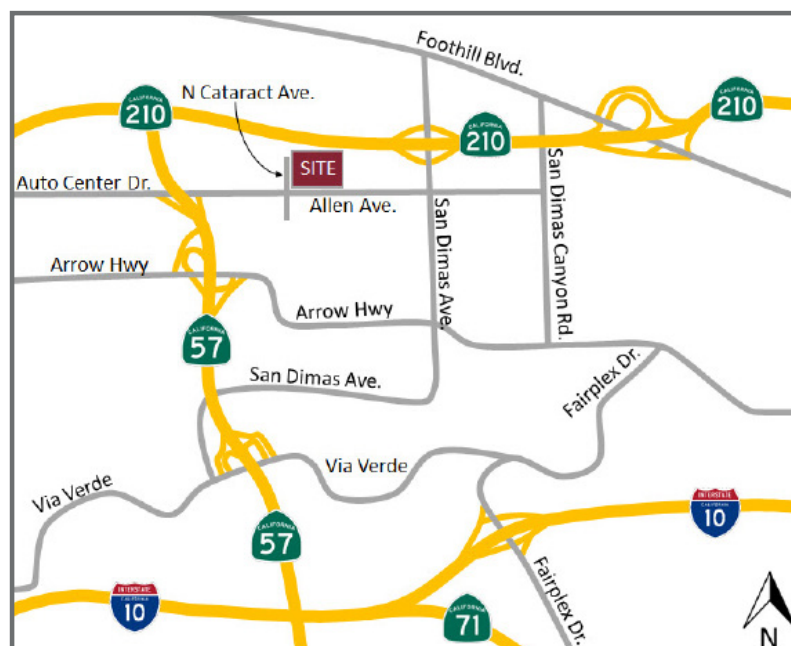 Foothill Blvd.
N Cataract Ave.
CALIFORNIA
210
CALIFORNIA
210
CALIFORNIA
210
SITE
Auto Center Dr.
Allen Ave.
San Dimas Ave.
San Dimas Canyon Rd.
Arrow Hwy
Arrow Hwy
CALIFORNIA
57
San Dimas Ave.
Fairplex Dr.
Via Verde
Via Verde
INTERSTATE
CALIFORNIA
10
CALIFORNIA
57
Fairplex Dr.
INTERSTATE
CALIFORNIA
10
CALIFORNIA
71
N